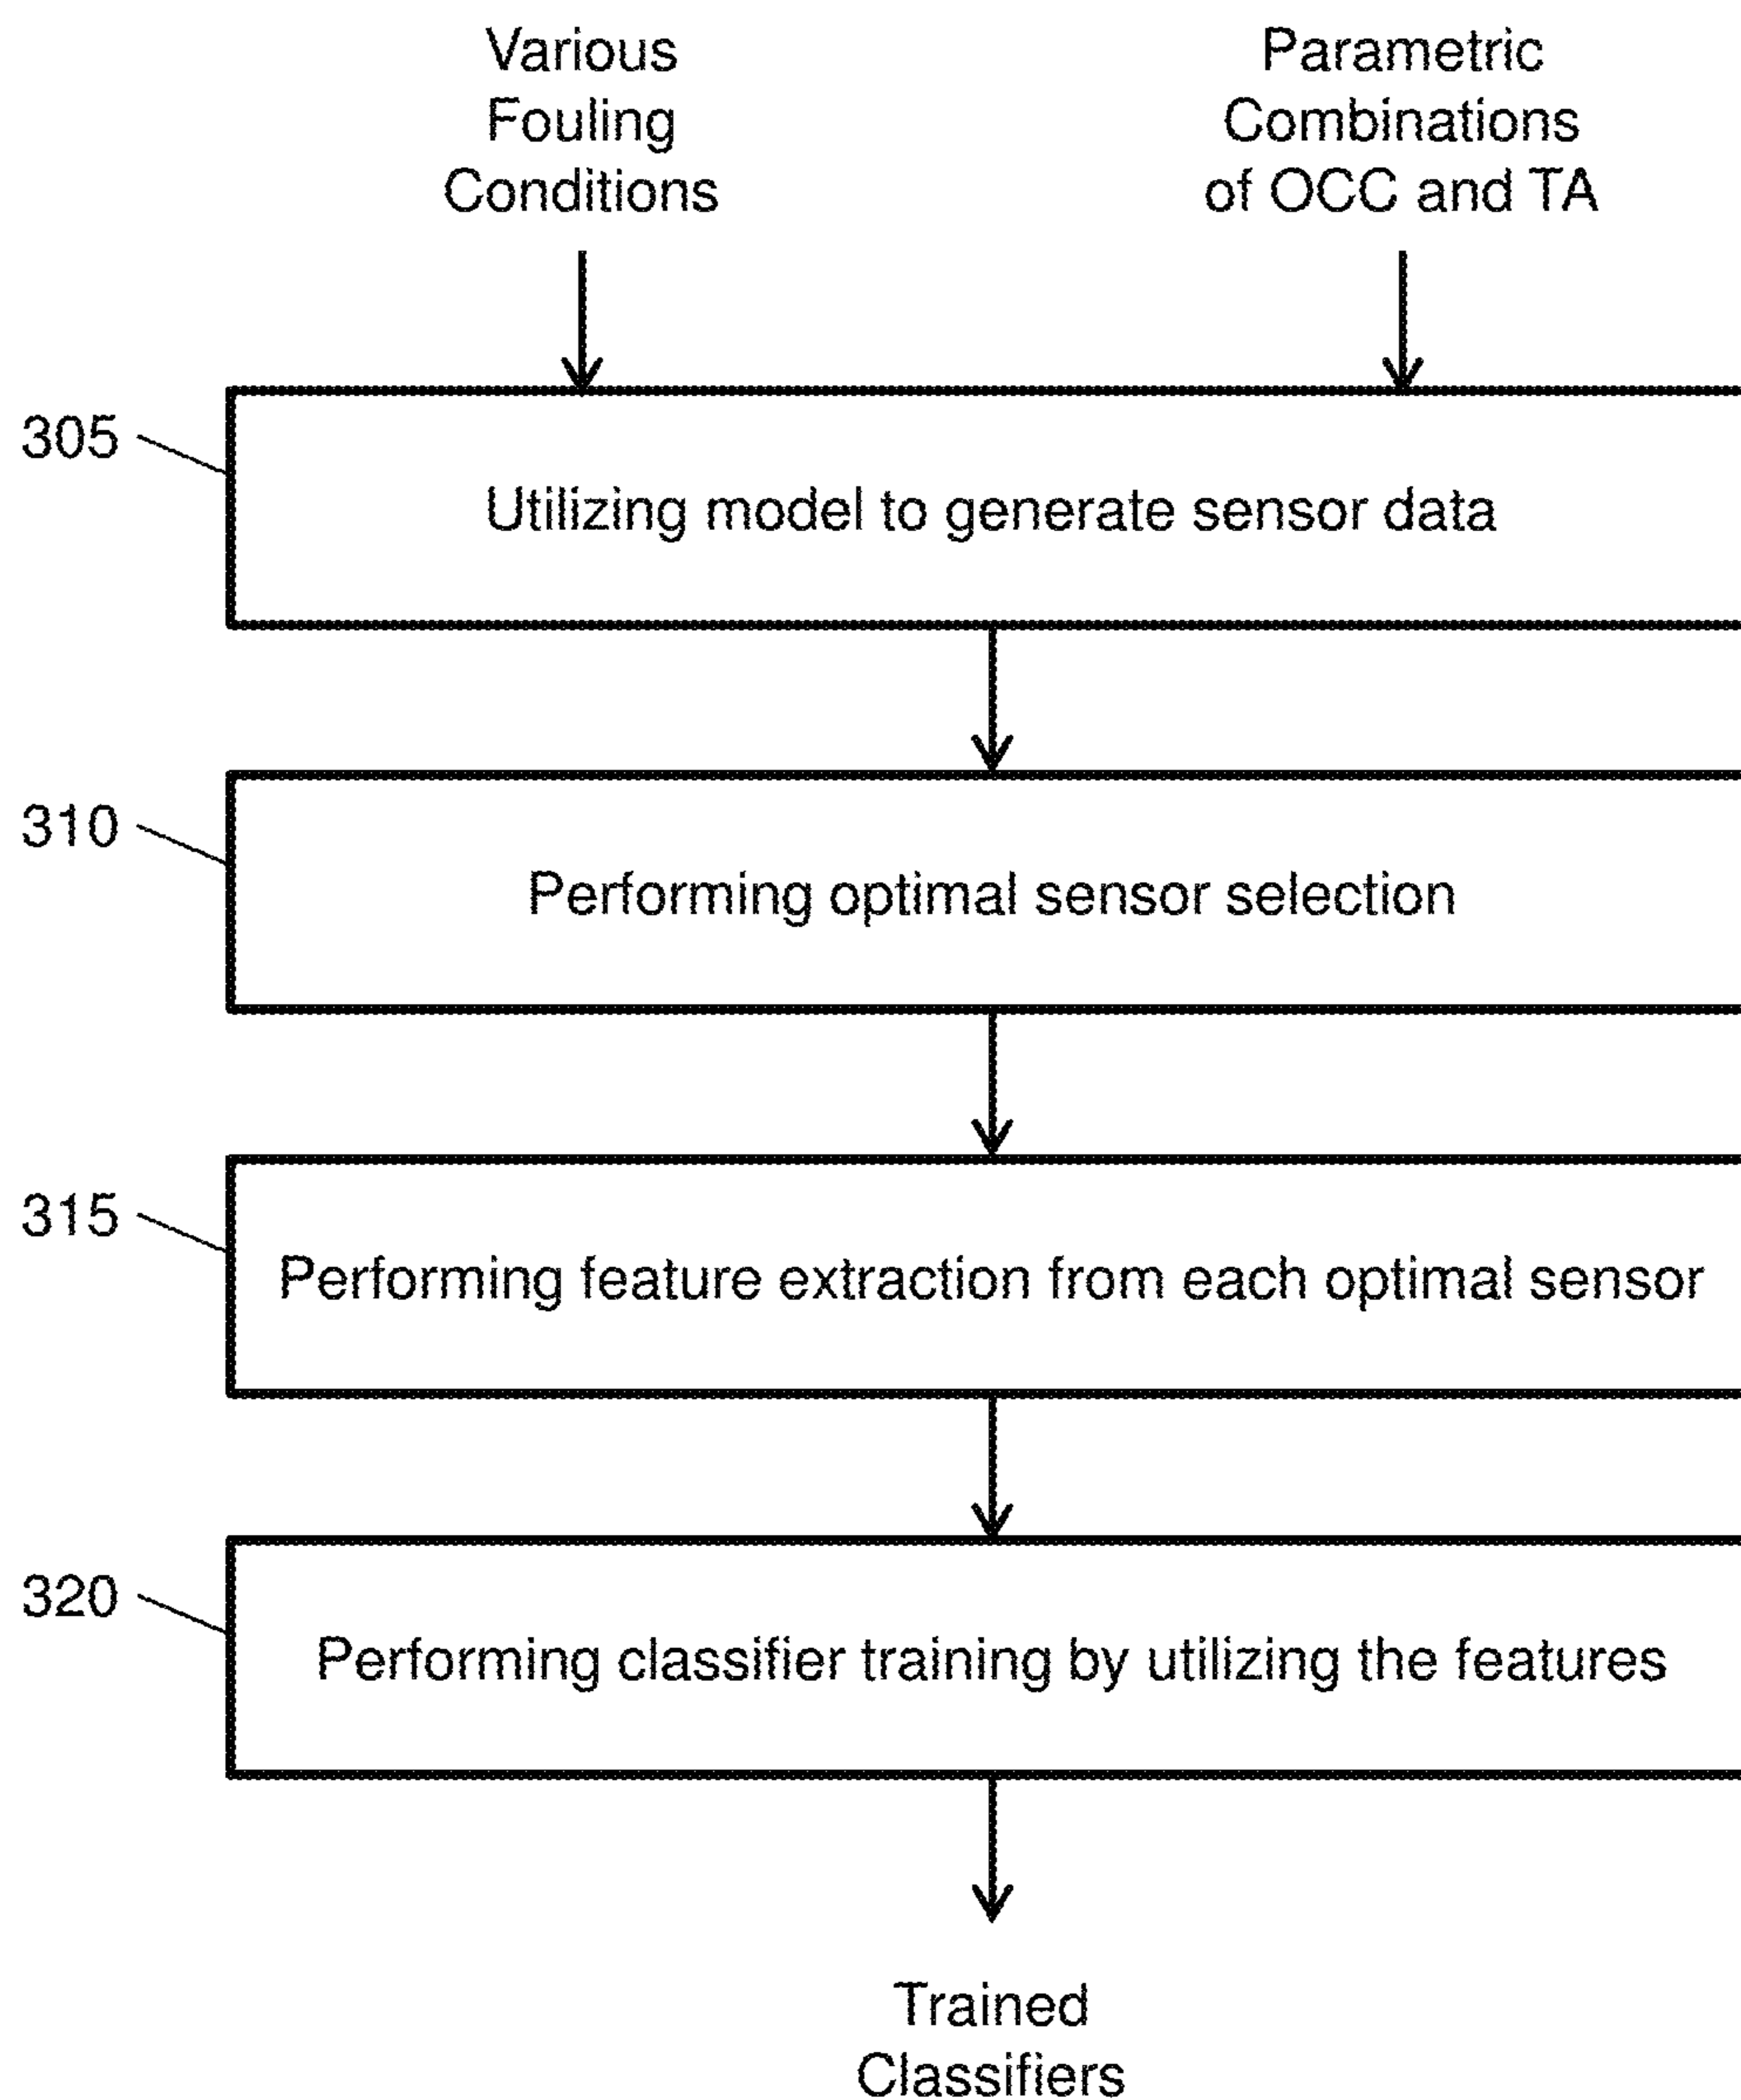 Various
Fouling
Conditions
Parametric
Combinations
of OCC and TA
305
Utilizing model to generate sensor data
310
Performing optimal sensor selection
315
Performing feature extraction from each optimal sensor
320
Performing classifier training by utilizing the features
Trained
Classifiers